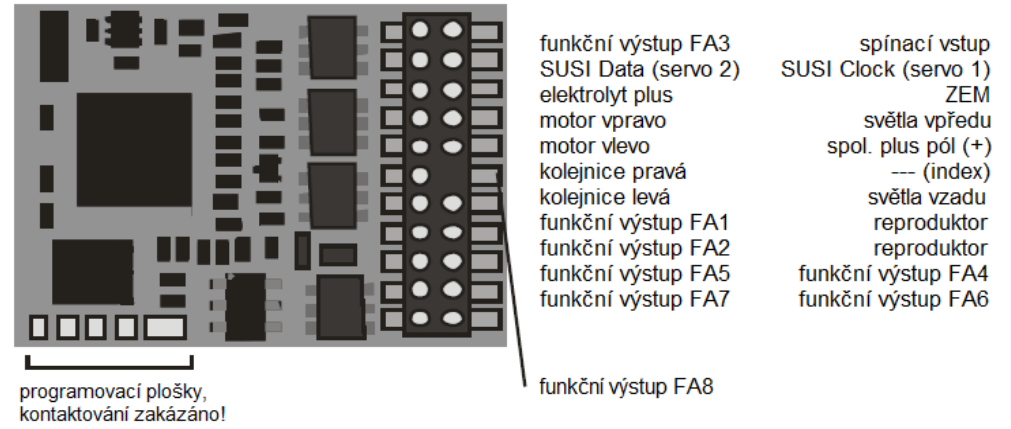 funkční výstup FA3 spínací vstup
SUSI Data (servo 2) SUSI Clock (servo 1)
elektrolyt plus ZEM
motor vpravo světla vpředu
motor vlevo spol. plus pól (+)
kolejnice pravá --- (index)
kolejnice levá světla vzadu
funkční výstup FA1 reproduktor
funkční výstup FA2 reproduktor
funkční výstup FA5 funkční výstup FA4
funkční výstup FA7 funkční výstup FA6
funkční výstup FA8
programovací plošky,
kontaktování zakázáno!